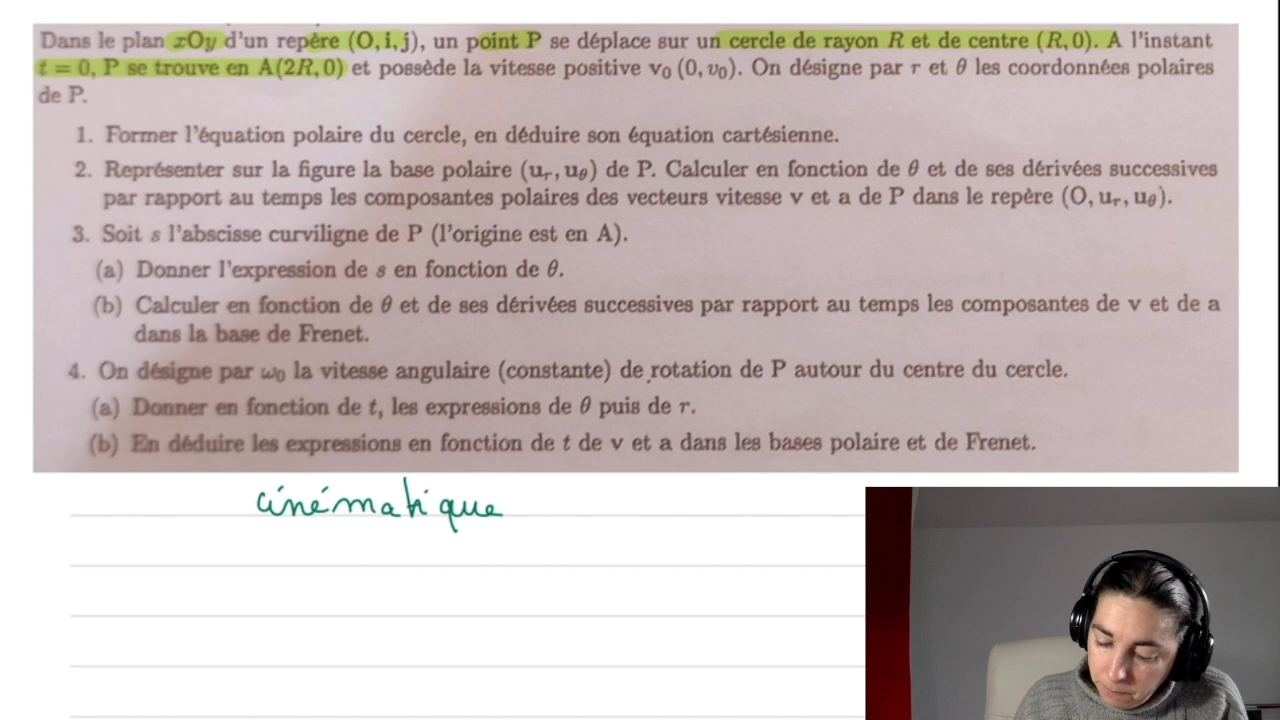 Dans le plan xOy d'un repère (O, i, j), un point P se déplace sur un cercle de rayon R et de centre (R, 0). A l'instant
t = 0, P se trouve en A(2R, 0) et possède la vitesse positive v₀ (0, v₀). On désigne par r et θ les coordonnées polaires
de P.
1. Former l'équation polaire du cercle, en déduire son équation cartésienne.
2. Représenter sur la figure la base polaire (uᵣ, u_θ) de P. Calculer en fonction de θ et de ses dérivées successives
par rapport au temps les composantes polaires des vecteurs vitesse v et a de P dans le repère (O, uᵣ, u_θ).
3. Soit s l'abscisse curviligne de P (l'origine est en A).
(a) Donner l'expression de s en fonction de θ.
(b) Calculer en fonction de θ et de ses dérivées successives par rapport au temps les composantes de v et de a
dans la base de Frenet.
4. On désigne par ω₀ la vitesse angulaire (constante) de rotation de P autour du centre du cercle.
(a) Donner en fonction de t, les expressions de θ puis de r.
(b) En déduire les expressions en fonction de t de v et a dans les bases polaire et de Frenet.
cinématique